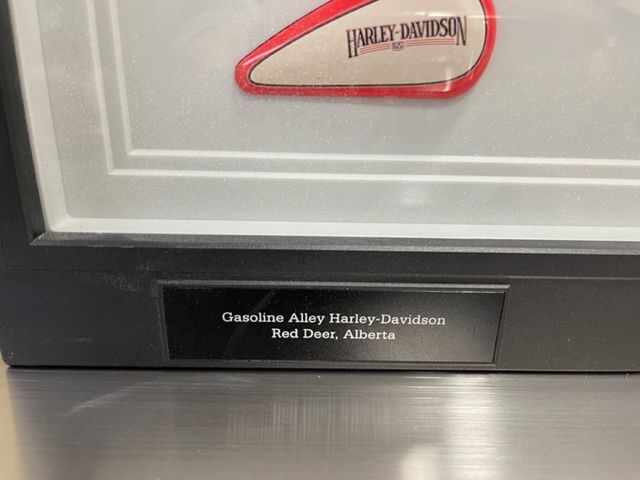 HARLEY-DAVIDSON
Gasoline Alley Harley-Davidson
Red Deer, Alberta